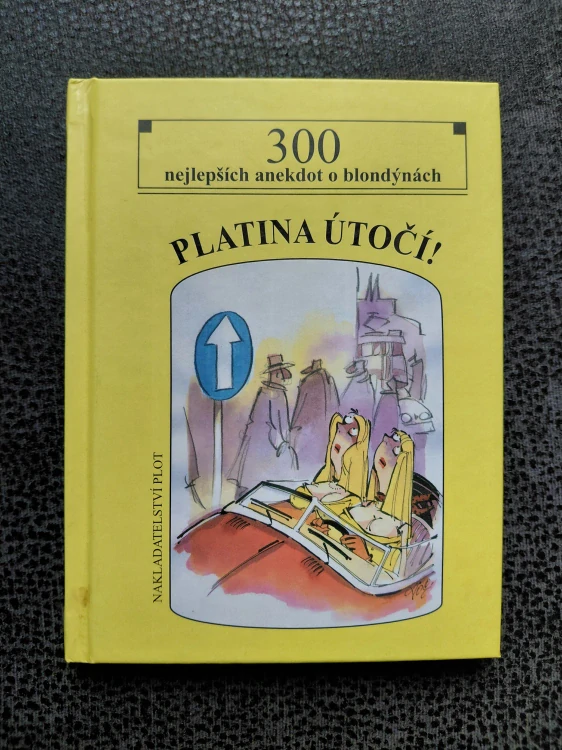 300
nejlepších anekdot o blondýnách
PLATINA ÚTOČÍ!
NAKLADATELSTVÍ PLOT